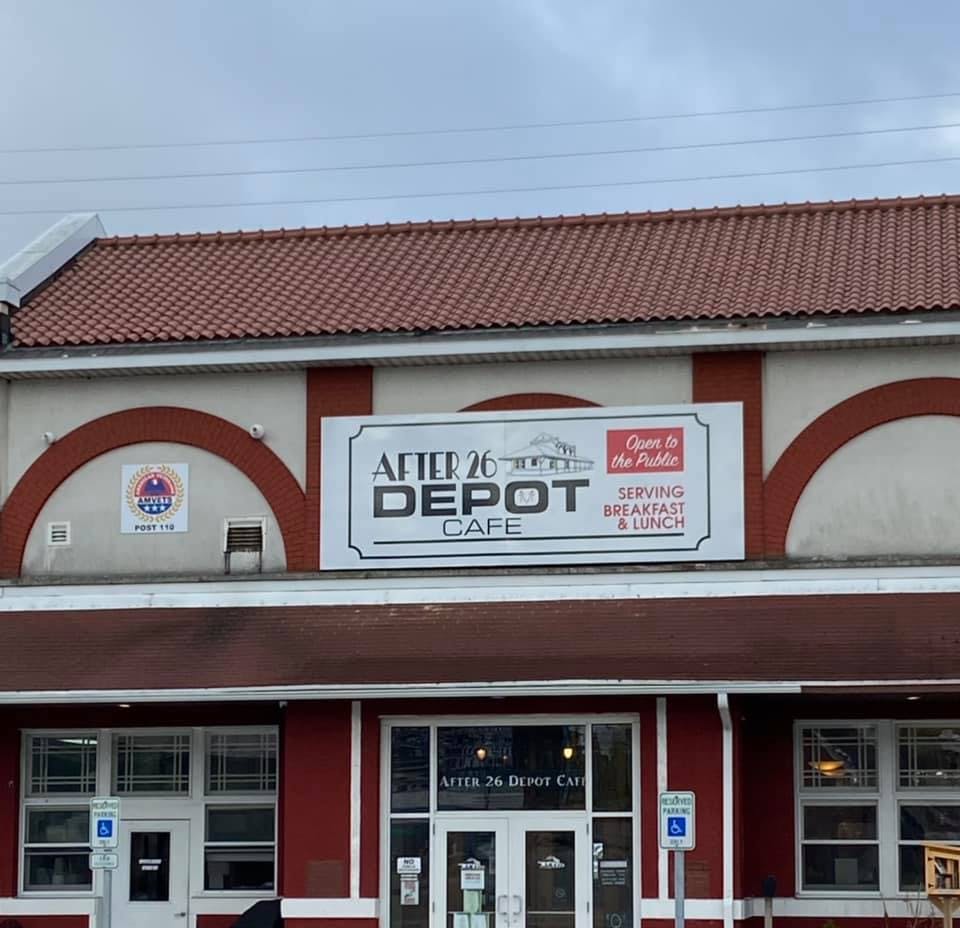 AFTER 26
DEPOT
CAFE
Open to
the Public
SERVING
BREAKFAST
& LUNCH
AMVETS
POST 110
AFTER 26 DEPOT CAFE
RESERVED
PARKING
RESERVED
PARKING
ONLY
NO